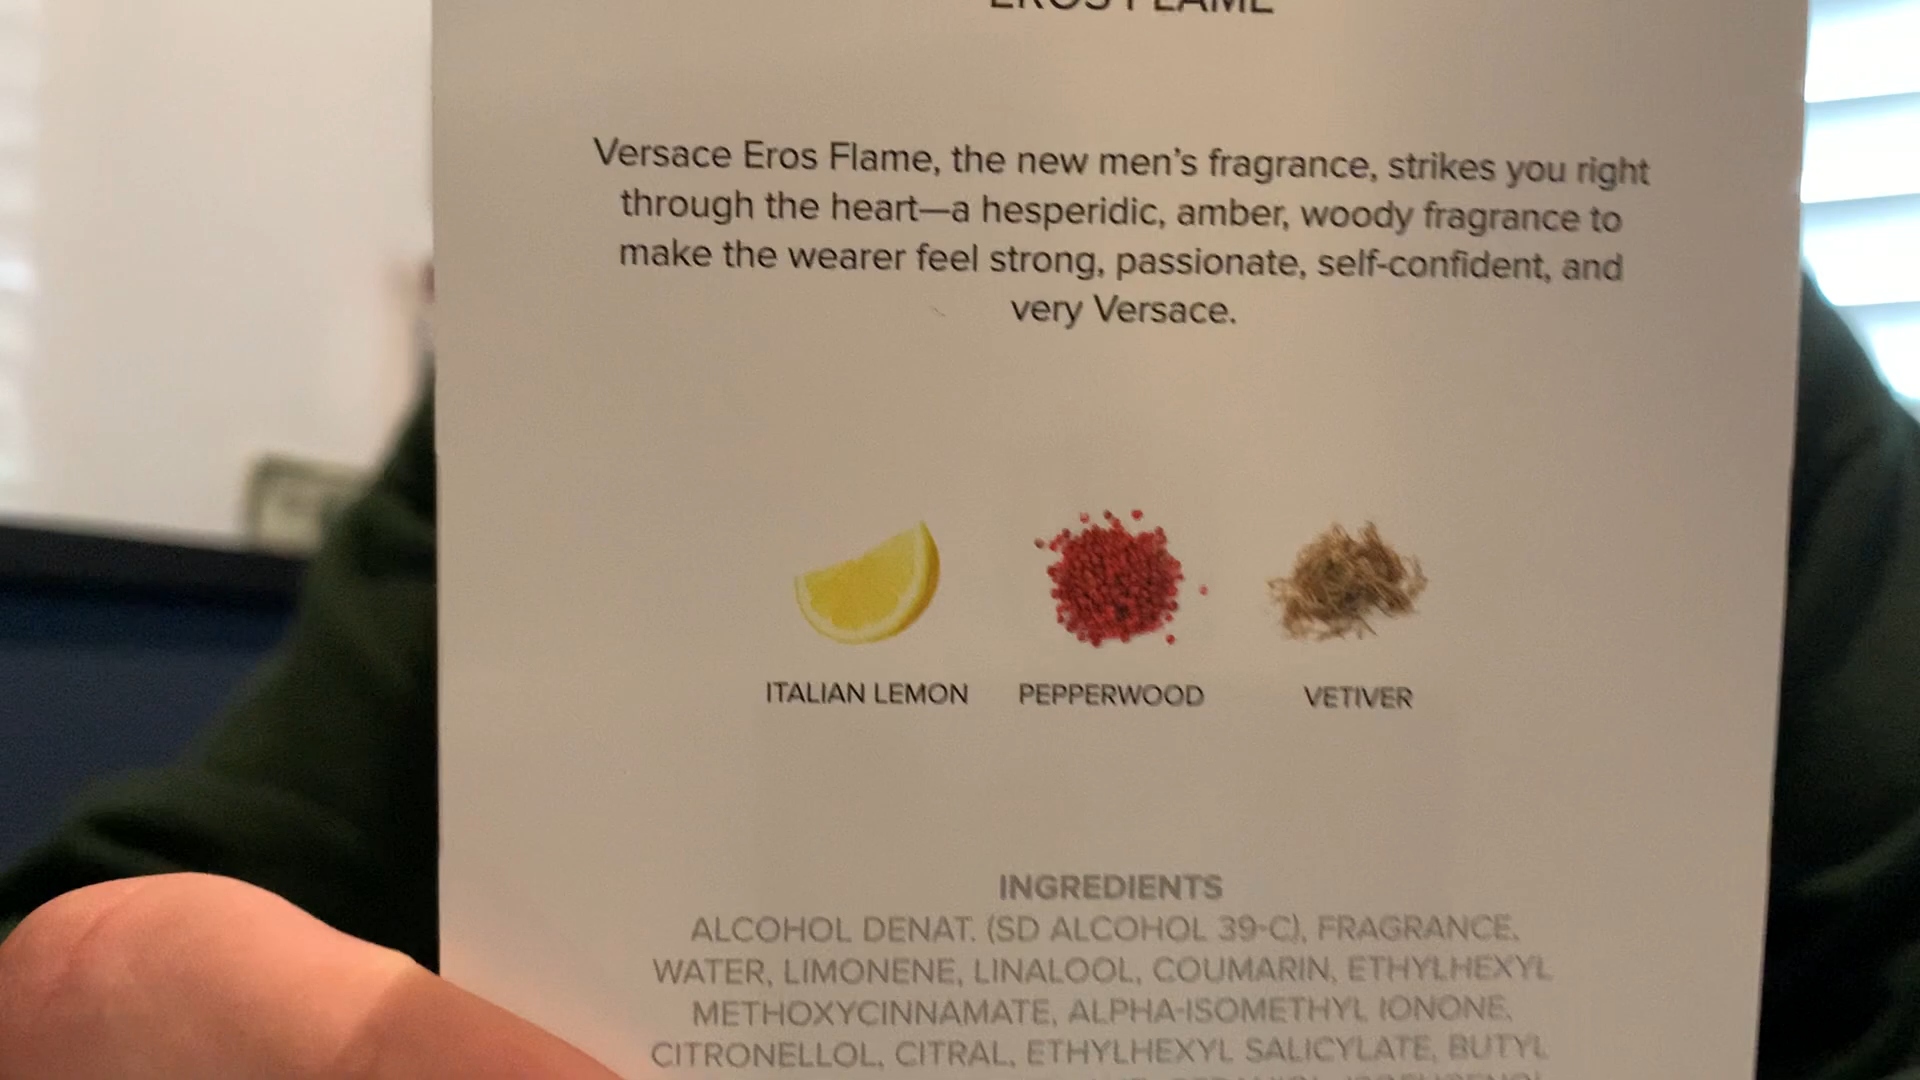 EROS FLAME
Versace Eros Flame, the new men's fragrance, strikes you right
through the heart—a hesperidic, amber, woody fragrance to
make the wearer feel strong, passionate, self-confident, and
very Versace.
ITALIAN LEMON PEPPERWOOD VETIVER
INGREDIENTS
ALCOHOL DENAT. (SD ALCOHOL 39-C), FRAGRANCE,
WATER, LIMONENE, LINALOOL, COUMARIN, ETHYLHEXYL
METHOXYCINNAMATE, ALPHA-ISOMETHYL IONONE,
CITRONELLOL, CITRAL, ETHYLHEXYL SALICYLATE, BUTYL